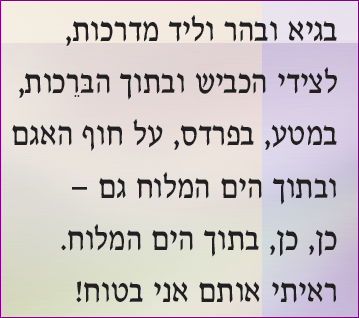 בגיא ובהר וליד מדרכות,
לצידי הכביש ובתוך הבְּרֵכות,
במטע, בפרדס, על חוף האגם
ובתוך הים המלוח גם –
כן, כן, בתוך הים המלוח.
ראיתי אותם אני בטוח!